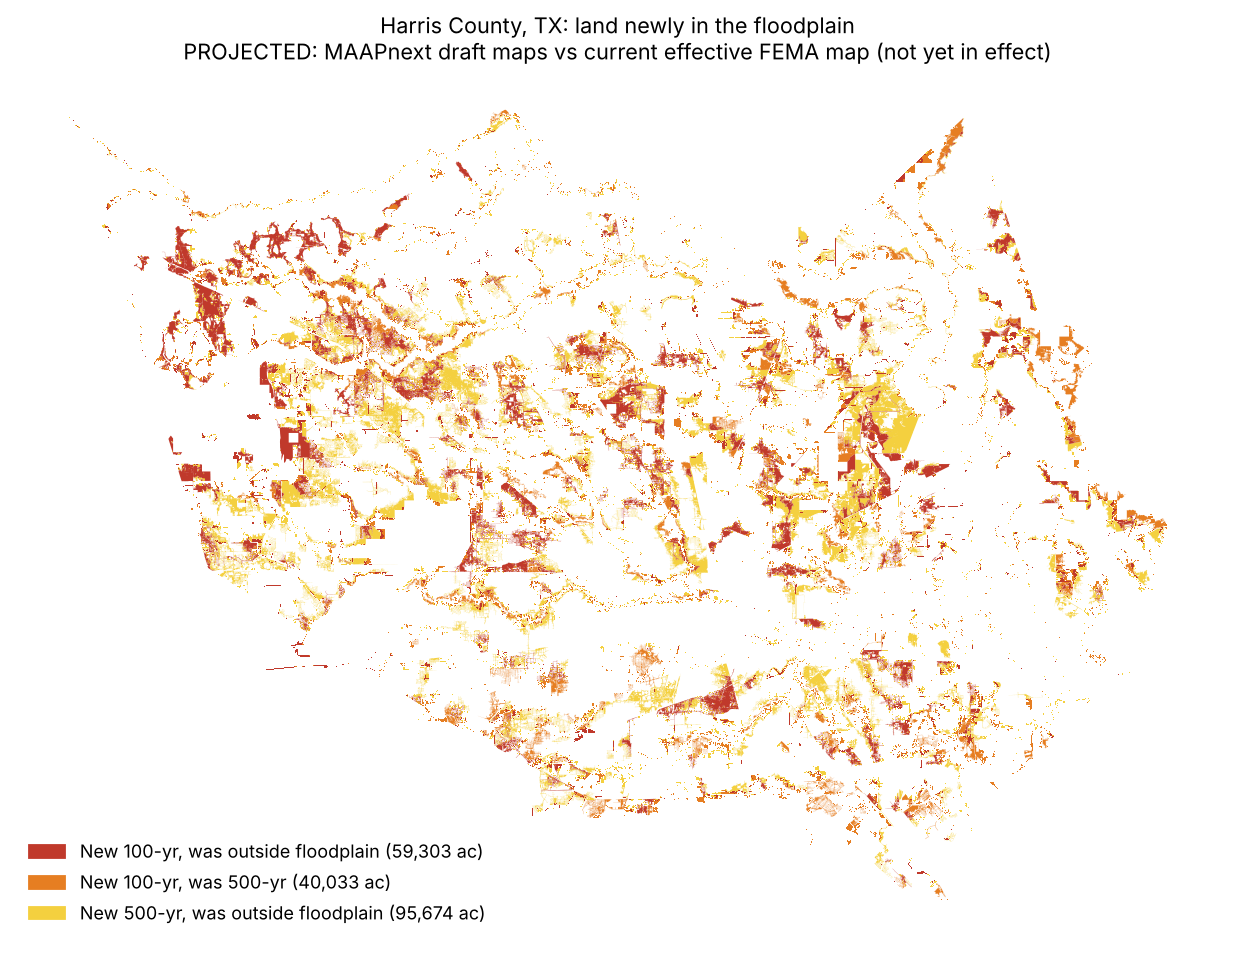 Harris County, TX: land newly in the floodplain
PROJECTED: MAAPnext draft maps vs current effective FEMA map (not yet in effect)
New 100-yr, was outside floodplain (59,303 ac)
New 100-yr, was 500-yr (40,033 ac)
New 500-yr, was outside floodplain (95,674 ac)